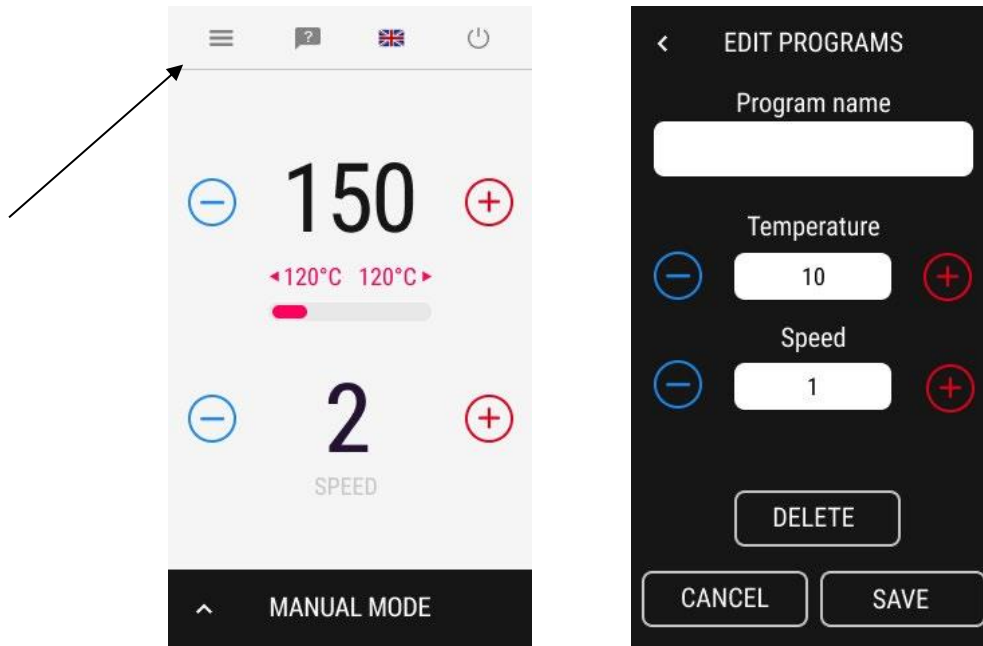 ?
150
◂120°C 120°C▸
2
SPEED
MANUAL MODE
EDIT PROGRAMS
Program name
Temperature
10
Speed
1
DELETE
CANCEL SAVE